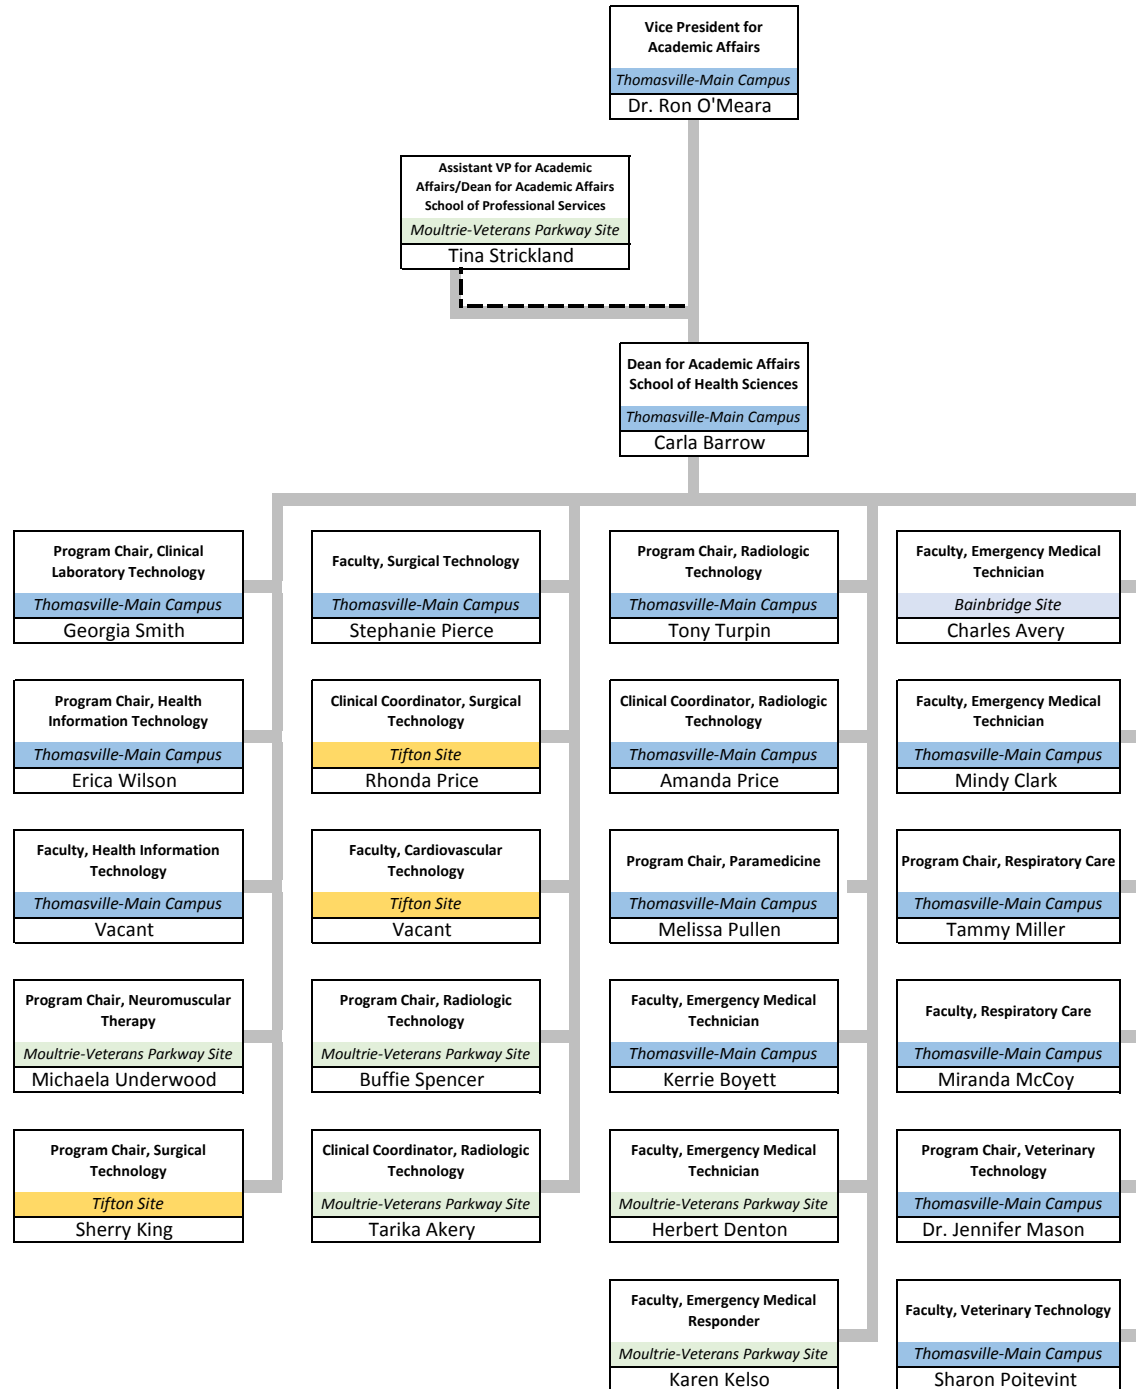 Vice President for
Academic Affairs
Thomasville-Main Campus
Dr. Ron O'Meara
Assistant VP for Academic
Affairs/Dean for Academic Affairs
School of Professional Services
Moultrie-Veterans Parkway Site
Tina Strickland
Dean for Academic Affairs
School of Health Sciences
Thomasville-Main Campus
Carla Barrow
Program Chair, Clinical
Laboratory Technology
Thomasville-Main Campus
Georgia Smith
Faculty, Surgical Technology
Thomasville-Main Campus
Stephanie Pierce
Program Chair, Radiologic
Technology
Thomasville-Main Campus
Tony Turpin
Faculty, Emergency Medical
Technician
Bainbridge Site
Charles Avery
Program Chair, Health
Information Technology
Thomasville-Main Campus
Erica Wilson
Clinical Coordinator, Surgical
Technology
Tifton Site
Rhonda Price
Clinical Coordinator, Radiologic
Technology
Thomasville-Main Campus
Amanda Price
Faculty, Emergency Medical
Technician
Thomasville-Main Campus
Mindy Clark
Faculty, Health Information
Technology
Thomasville-Main Campus
Vacant
Faculty, Cardiovascular
Technology
Tifton Site
Vacant
Program Chair, Paramedicine
Thomasville-Main Campus
Melissa Pullen
Program Chair, Respiratory Care
Thomasville-Main Campus
Tammy Miller
Program Chair, Neuromuscular
Therapy
Moultrie-Veterans Parkway Site
Michaela Underwood
Program Chair, Radiologic
Technology
Moultrie-Veterans Parkway Site
Buffie Spencer
Faculty, Emergency Medical
Technician
Thomasville-Main Campus
Kerrie Boyett
Faculty, Respiratory Care
Thomasville-Main Campus
Miranda McCoy
Program Chair, Surgical
Technology
Tifton Site
Sherry King
Clinical Coordinator, Radiologic
Technology
Moultrie-Veterans Parkway Site
Tarika Akery
Faculty, Emergency Medical
Technician
Moultrie-Veterans Parkway Site
Herbert Denton
Program Chair, Veterinary
Technology
Thomasville-Main Campus
Dr. Jennifer Mason
Faculty, Emergency Medical
Responder
Moultrie-Veterans Parkway Site
Karen Kelso
Faculty, Veterinary Technology
Thomasville-Main Campus
Sharon Poitevint